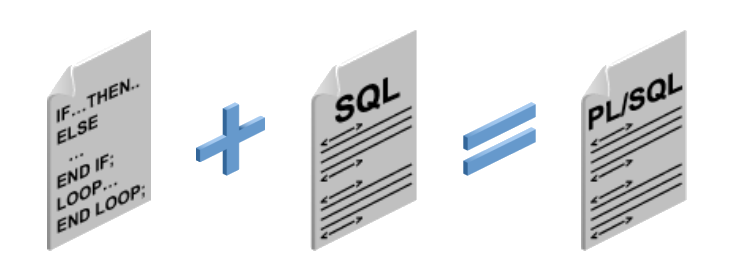 IF...THEN..
ELSE
...
END IF;
LOOP...
END LOOP;
+
SQL
=
PL/SQL